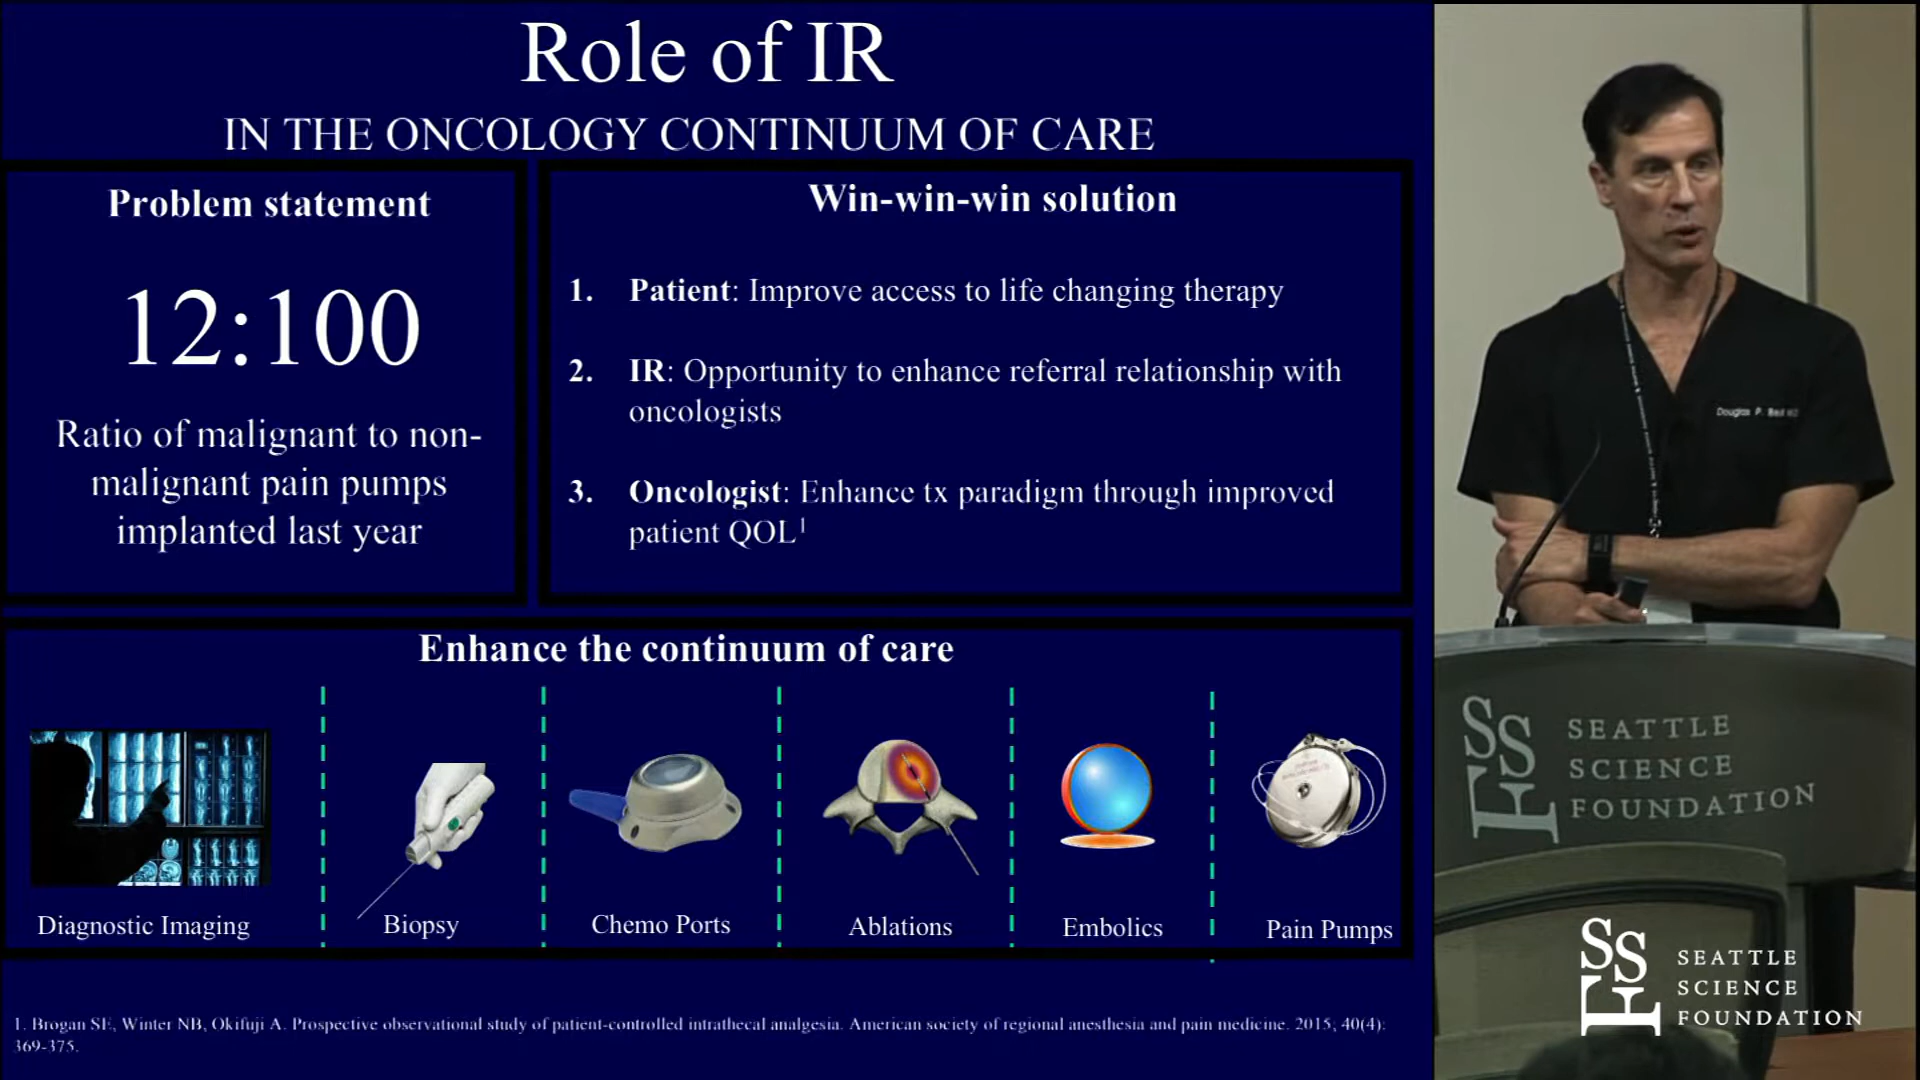 Role of IR
IN THE ONCOLOGY CONTINUUM OF CARE
Problem statement
12:100
Ratio of malignant to non-
malignant pain pumps
implanted last year
Win-win-win solution
1. Patient: Improve access to life changing therapy
2. IR: Opportunity to enhance referral relationship with
oncologists
3. Oncologist: Enhance tx paradigm through improved
patient QOL¹
Enhance the continuum of care
Diagnostic Imaging
Biopsy
Chemo Ports
Ablations
Embolics
Pain Pumps
1. Brogan SE, Winter NB, Okifuji A. Prospective observational study of patient-controlled intrathecal analgesia. American society of regional anesthesia and pain medicine. 2015; 40(4):
369-375.
Douglas P.
SSF
SEATTLE
SCIENCE
FOUNDATION
SSF
SEATTLE
SCIENCE
FOUNDATION